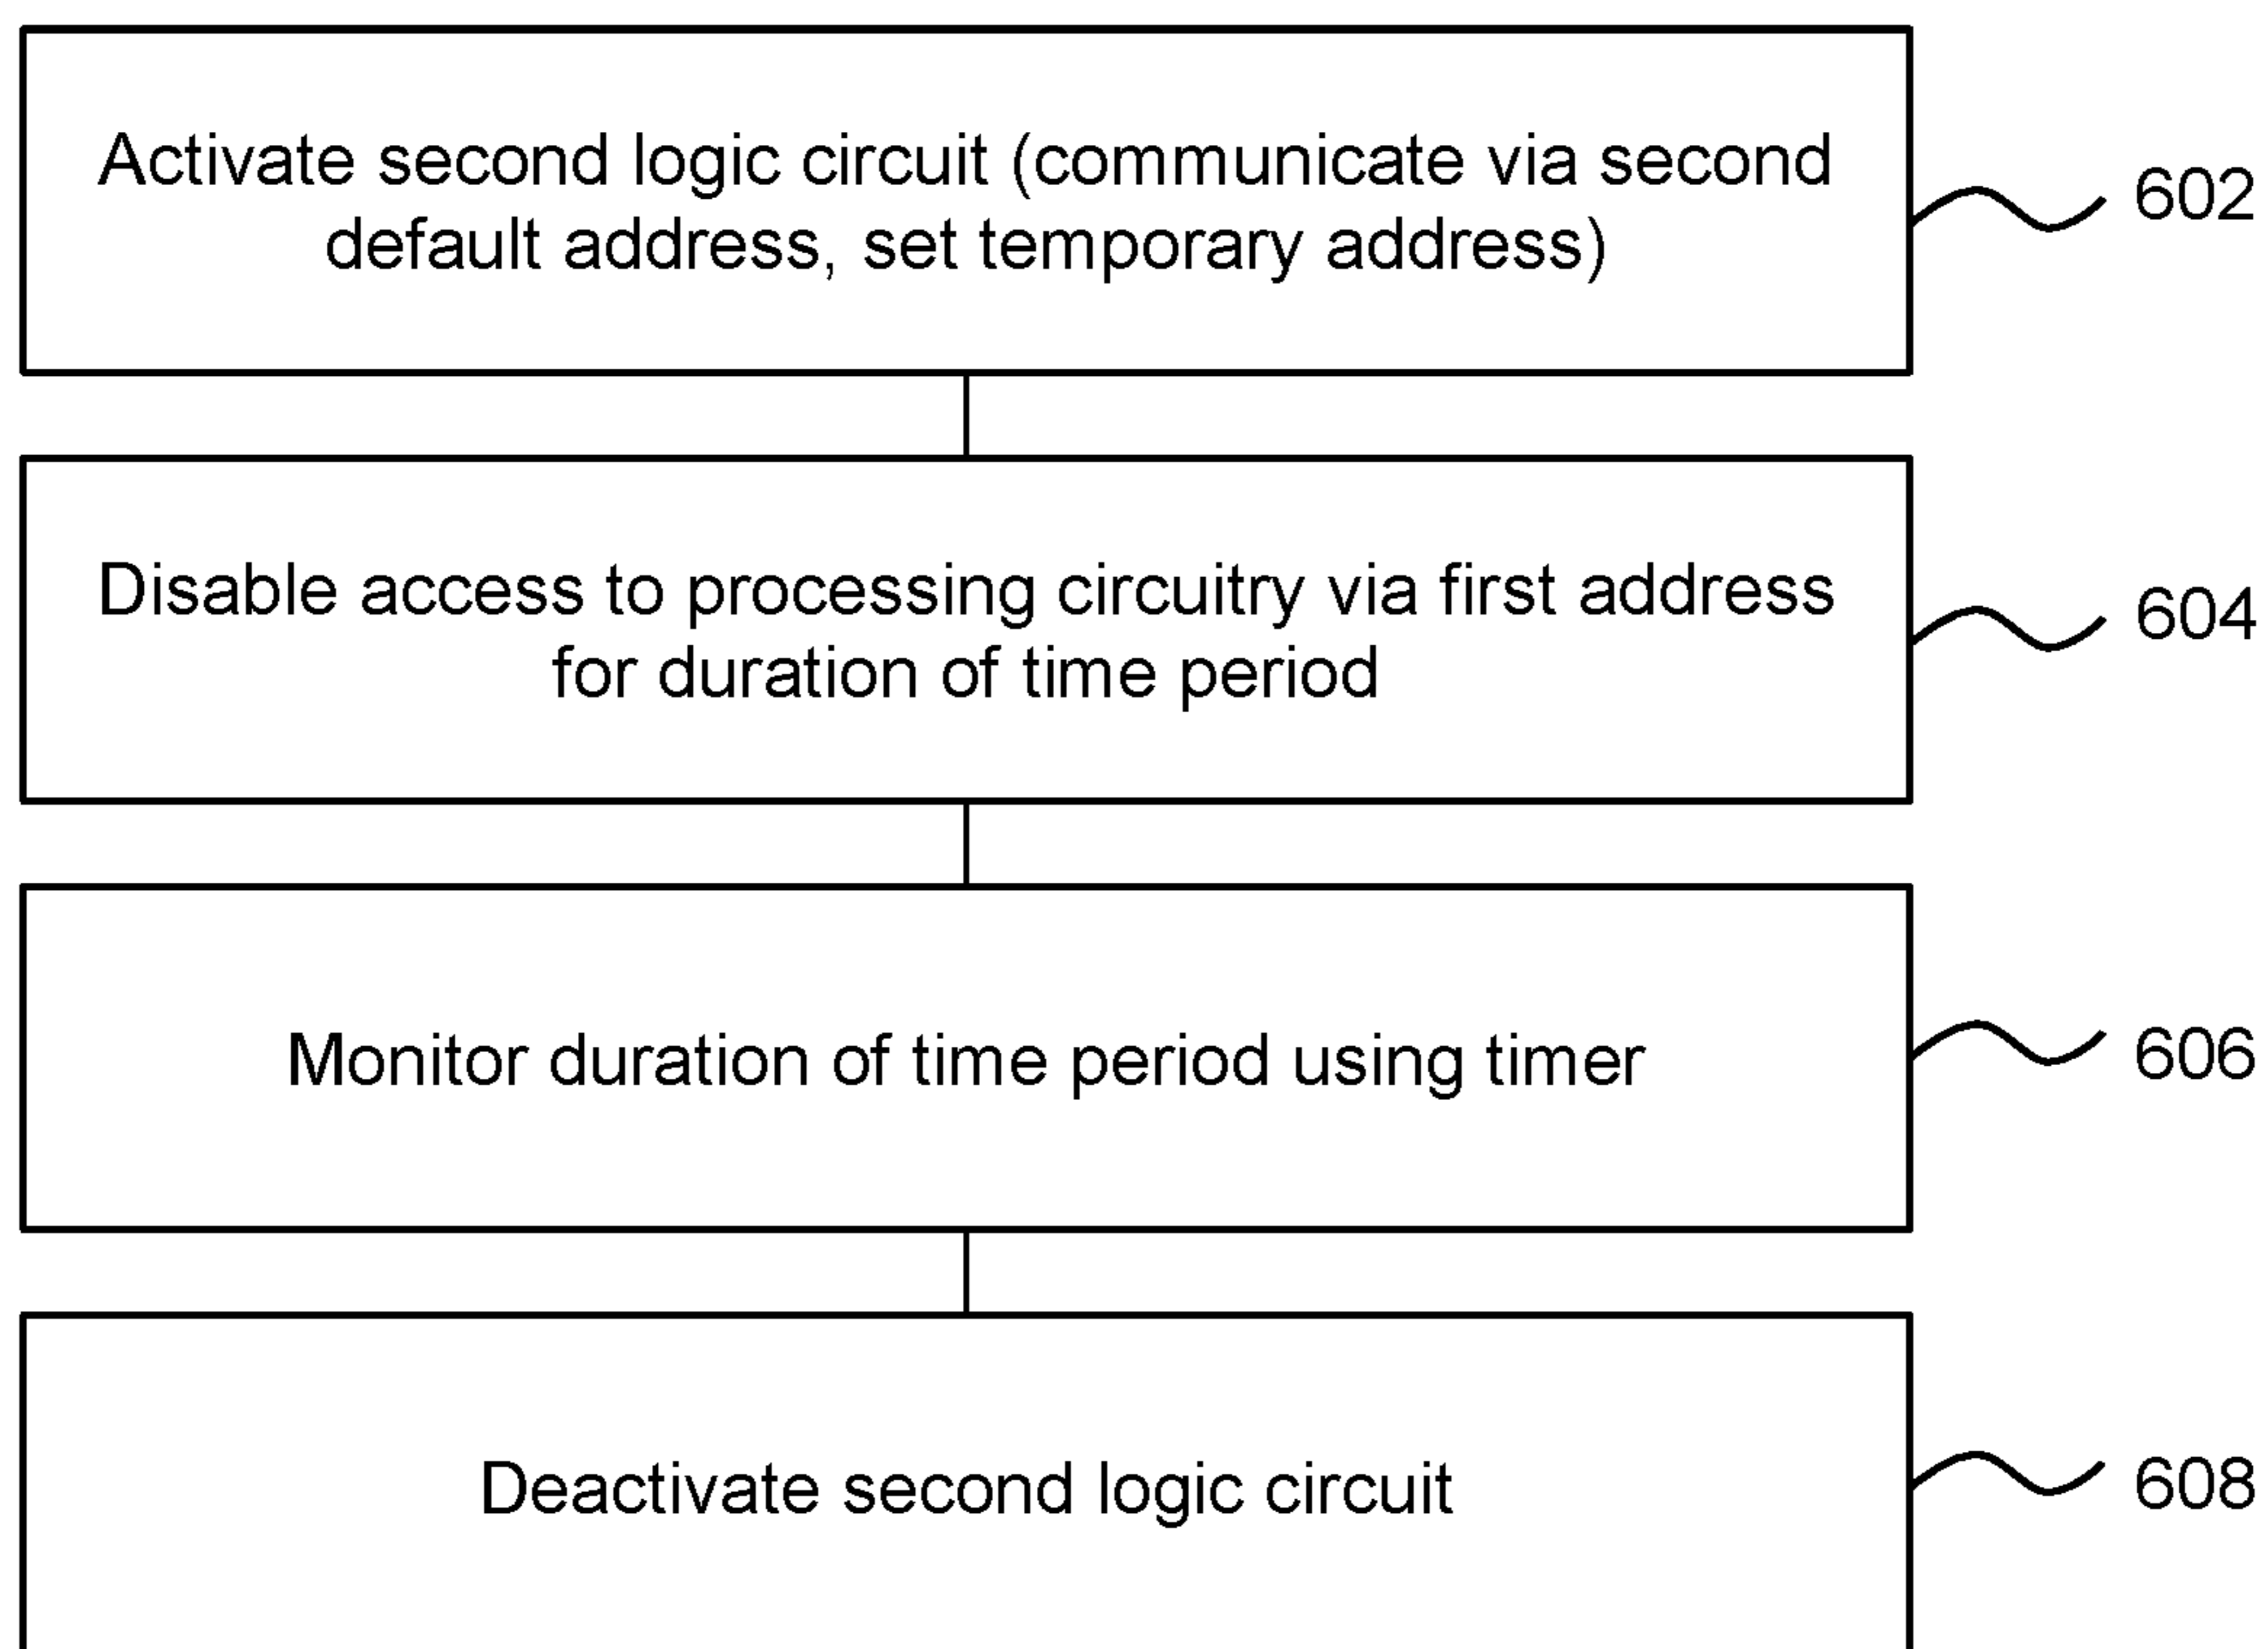 Activate second logic circuit (communicate via second
default address, set temporary address)
602
Disable access to processing circuitry via first address
for duration of time period
604
Monitor duration of time period using timer
606
Deactivate second logic circuit
608